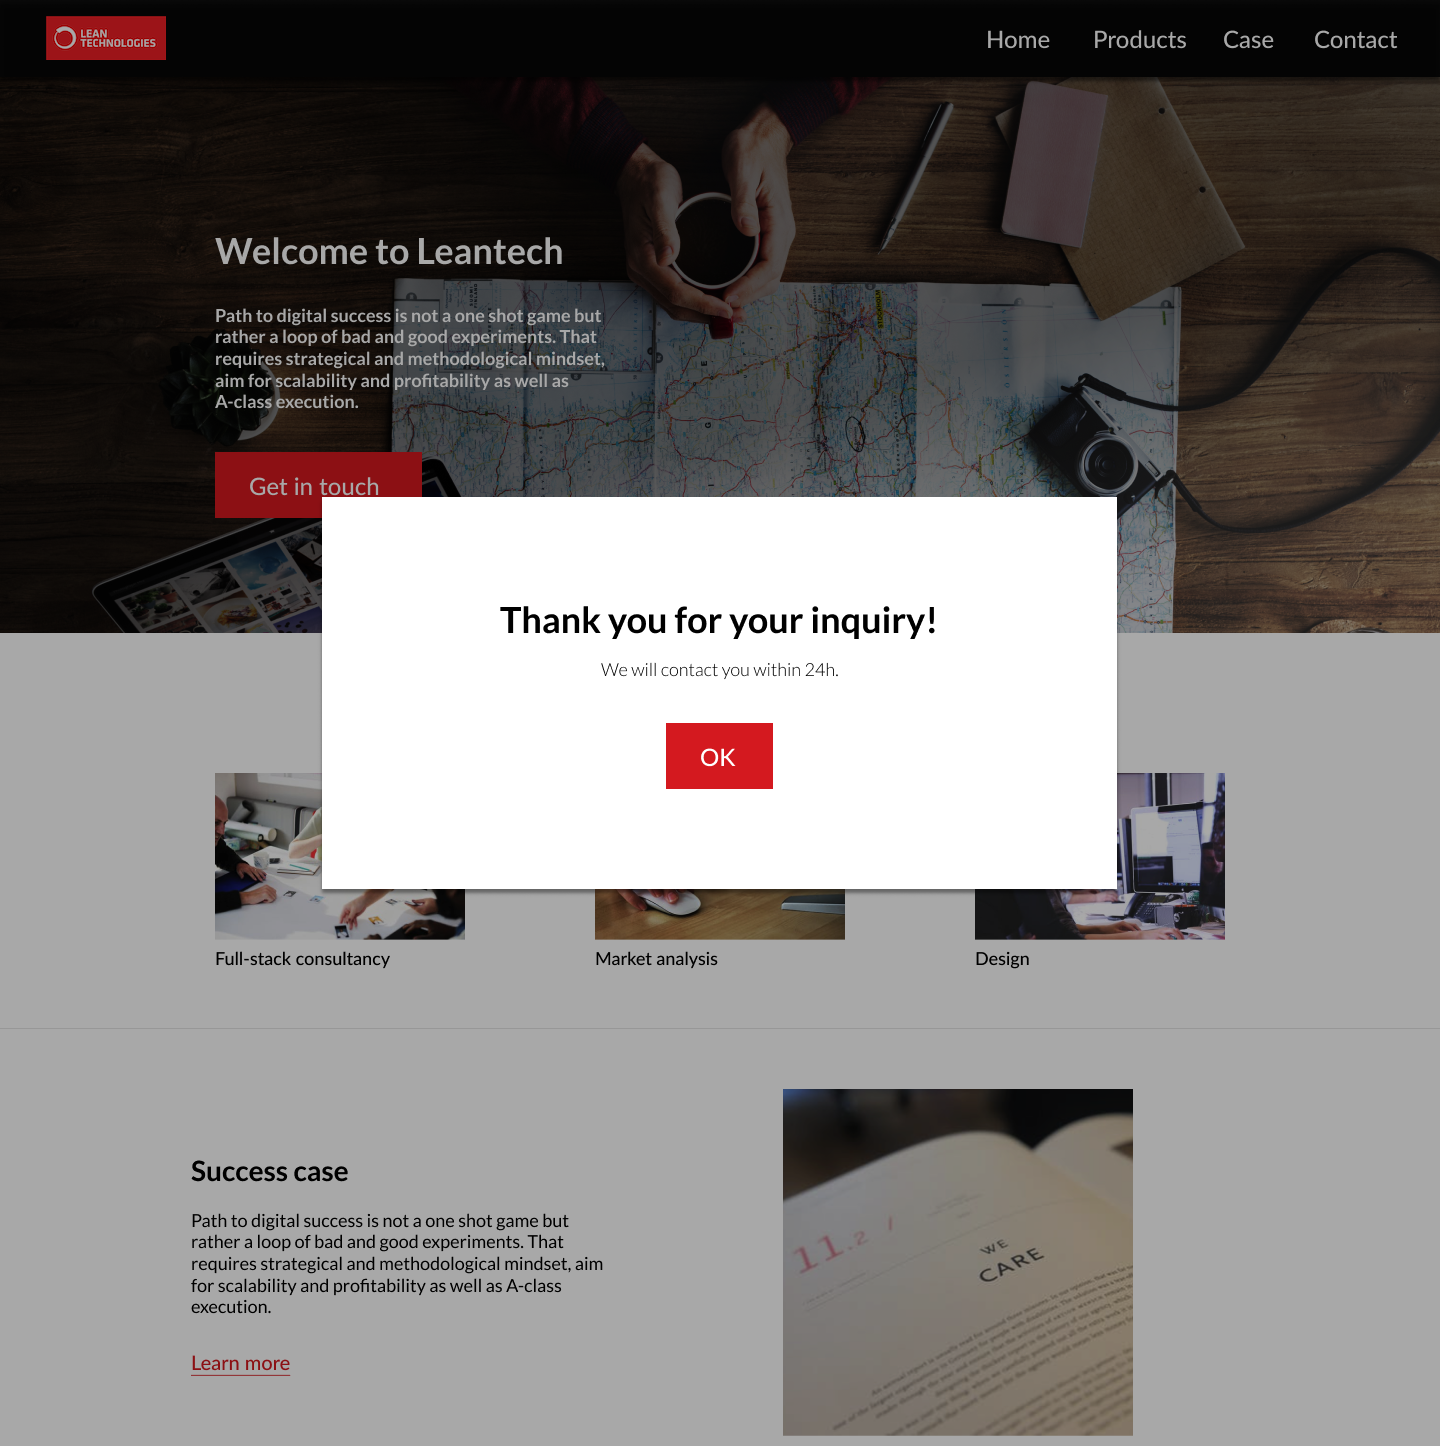 LEAN
TECHNOLOGIES
Home
Products
Case
Contact
Welcome to Leantech
Path to digital success is not a one shot game but
rather a loop of bad and good experiments. That
requires strategical and methodological mindset,
aim for scalability and profitability as well as
A-class execution.
Get in touch
Thank you for your inquiry!
We will contact you within 24h.
OK
Full-stack consultancy
Market analysis
Design
Success case
Path to digital success is not a one shot game but
rather a loop of bad and good experiments. That
requires strategical and methodological mindset, aim
for scalability and profitability as well as A-class
execution.
Learn more
11.2 /
WE
CARE